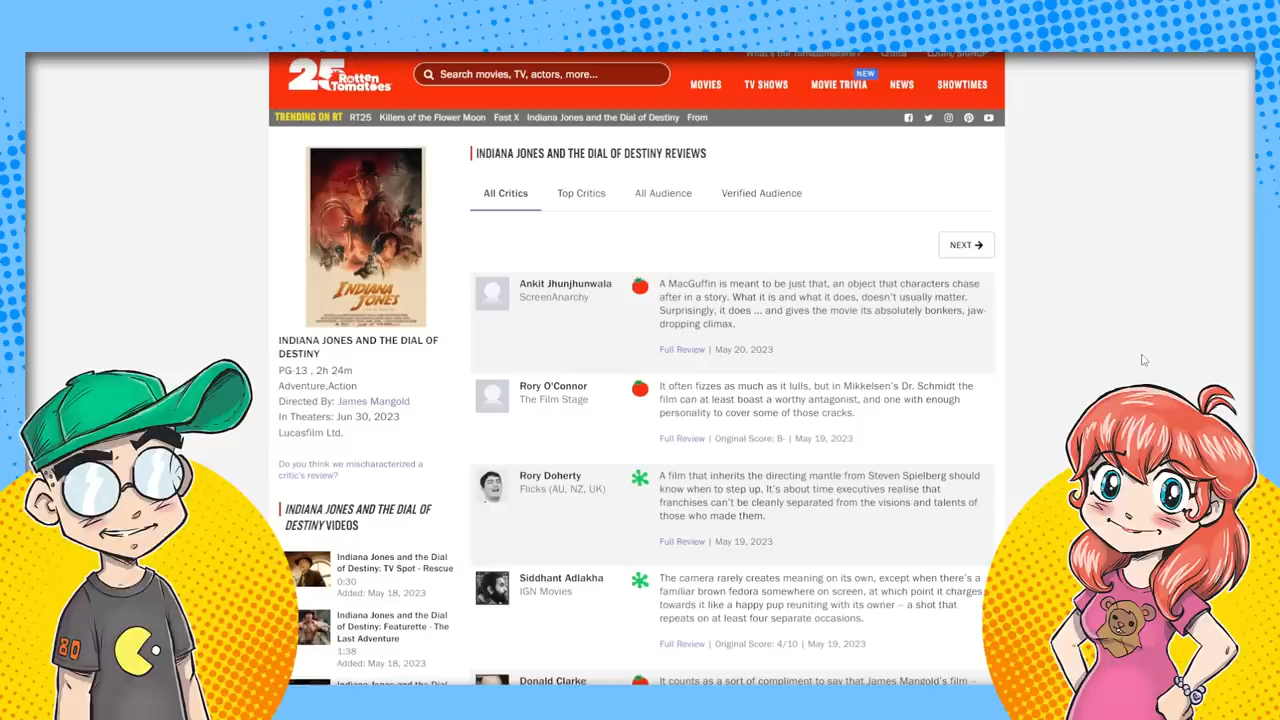 What's the Tomatometer®? Critics LOGIN/SIGNUP
25 Rotten Tomatoes
Search movies, TV, actors, more...
MOVIES TV SHOWS MOVIE TRIVIA NEW NEWS SHOWTIMES
TRENDING ON RT RT25 Killers of the Flower Moon Fast X Indiana Jones and the Dial of Destiny From
INDIANA JONES
INDIANA JONES AND THE DIAL OF
DESTINY
PG-13 , 2h 24m
Adventure,Action
Directed By: James Mangold
In Theaters: Jun 30, 2023
Lucasfilm Ltd.
Do you think we mischaracterized a
critic's review?
INDIANA JONES AND THE DIAL OF
DESTINY VIDEOS
Indiana Jones and the Dial
of Destiny: TV Spot - Rescue
0:30
Added: May 18, 2023
Indiana Jones and the Dial
of Destiny: Featurette - The
Last Adventure
1:38
Added: May 18, 2023
Indiana Jones and the Dial
INDIANA JONES AND THE DIAL OF DESTINY REVIEWS
All Critics Top Critics All Audience Verified Audience
NEXT
Ankit Jhunjhunwala
ScreenAnarchy
A MacGuffin is meant to be just that, an object that characters chase
after in a story. What it is and what it does, doesn't usually matter.
Surprisingly, it does ... and gives the movie its absolutely bonkers, jaw-
dropping climax.
Full Review | May 20, 2023
Rory O'Connor
The Film Stage
It often fizzes as much as it lulls, but in Mikkelsen's Dr. Schmidt the
film can at least boast a worthy antagonist, and one with enough
personality to cover some of those cracks.
Full Review | Original Score: B- | May 19, 2023
Rory Doherty
Flicks (AU, NZ, UK)
A film that inherits the directing mantle from Steven Spielberg should
know when to step up. It's about time executives realise that
franchises can't be cleanly separated from the visions and talents of
those who made them.
Full Review | May 19, 2023
Siddhant Adlakha
IGN Movies
The camera rarely creates meaning on its own, except when there's a
familiar brown fedora somewhere on screen, at which point it charges
towards it like a happy pup reuniting with its owner – a shot that
repeats on at least four separate occasions.
Full Review | Original Score: 4/10 | May 19, 2023
Donald Clarke
It counts as a sort of compliment to say that James Mangold's film –
80